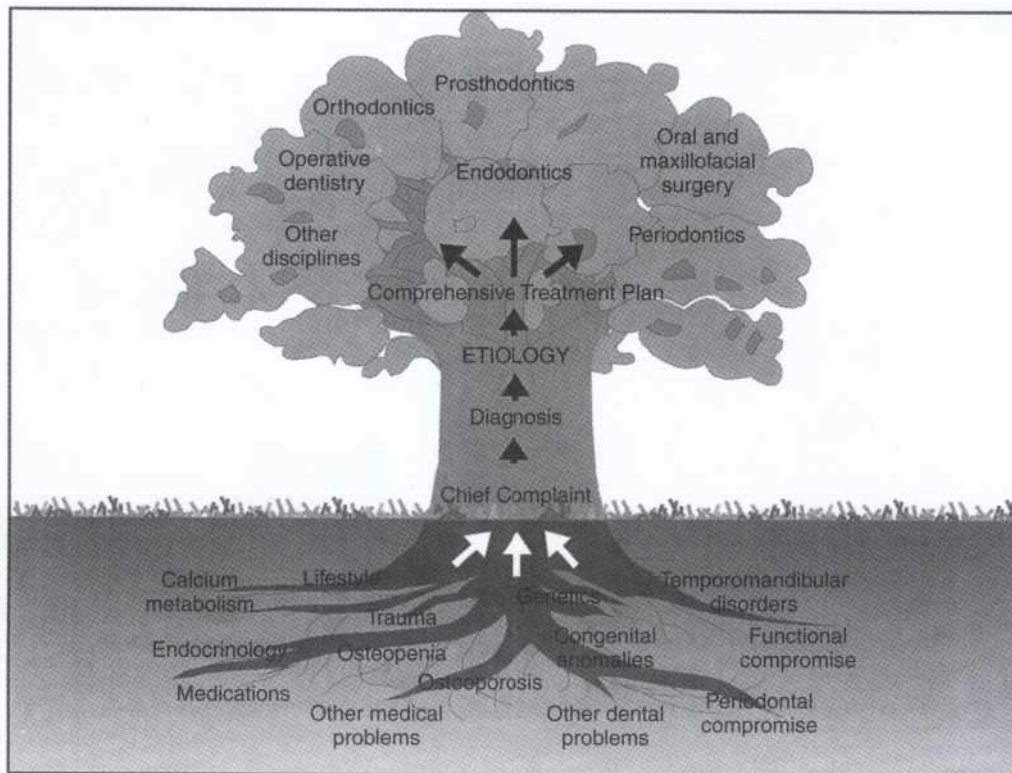 Prosthodontics
Orthodontics
Oral and
maxillofacial
surgery
Operative
dentistry
Endodontics
Other
disciplines
Periodontics
Comprehensive Treatment Plan
ETIOLOGY
Diagnosis
Chief Complaint
Calcium
metabolism
Lifestyle
Trauma
Genetics
Temporomandibular
disorders
Endocrinology
Osteopenia
Congenital
anomalies
Functional
compromise
Medications
Osteoporosis
Other medical
problems
Other dental
problems
Periodontal
compromise